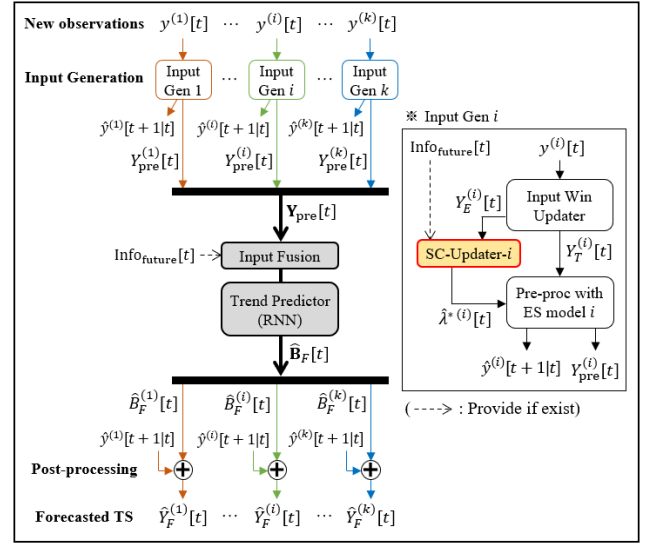 New observations y^(1)[t] ⋯ y^(i)[t] ⋯ y^(k)[t]
Input Generation
Input Gen 1 ⋯ Input Gen i ⋯ Input Gen k
ŷ^(1)[t + 1|t] ŷ^(i)[t + 1|t] ŷ^(k)[t + 1|t]
Y_pre^(1)[t] Y_pre^(i)[t] Y_pre^(k)[t]
𝐘_pre[t]
Info_future[t]
Input Fusion
Trend Predictor
(RNN)
𝐁̂_F[t]
B̂_F^(1)[t] B̂_F^(i)[t] B̂_F^(k)[t]
ŷ^(1)[t + 1|t] ŷ^(i)[t + 1|t] ŷ^(k)[t + 1|t]
Post-processing + + +
Forecasted TS Ŷ_F^(1)[t] ⋯ Ŷ_F^(i)[t] ⋯ Ŷ_F^(k)[t]
※ Input Gen i
Info_future[t] y^(i)[t]
Input Win
Updater
Y_E^(i)[t]
Y_T^(i)[t]
SC-Updater-i
Pre-proc with
ES model i
λ̂*^(i)[t]
ŷ^(i)[t + 1|t] Y_pre^(i)[t]
( ----> : Provide if exist)